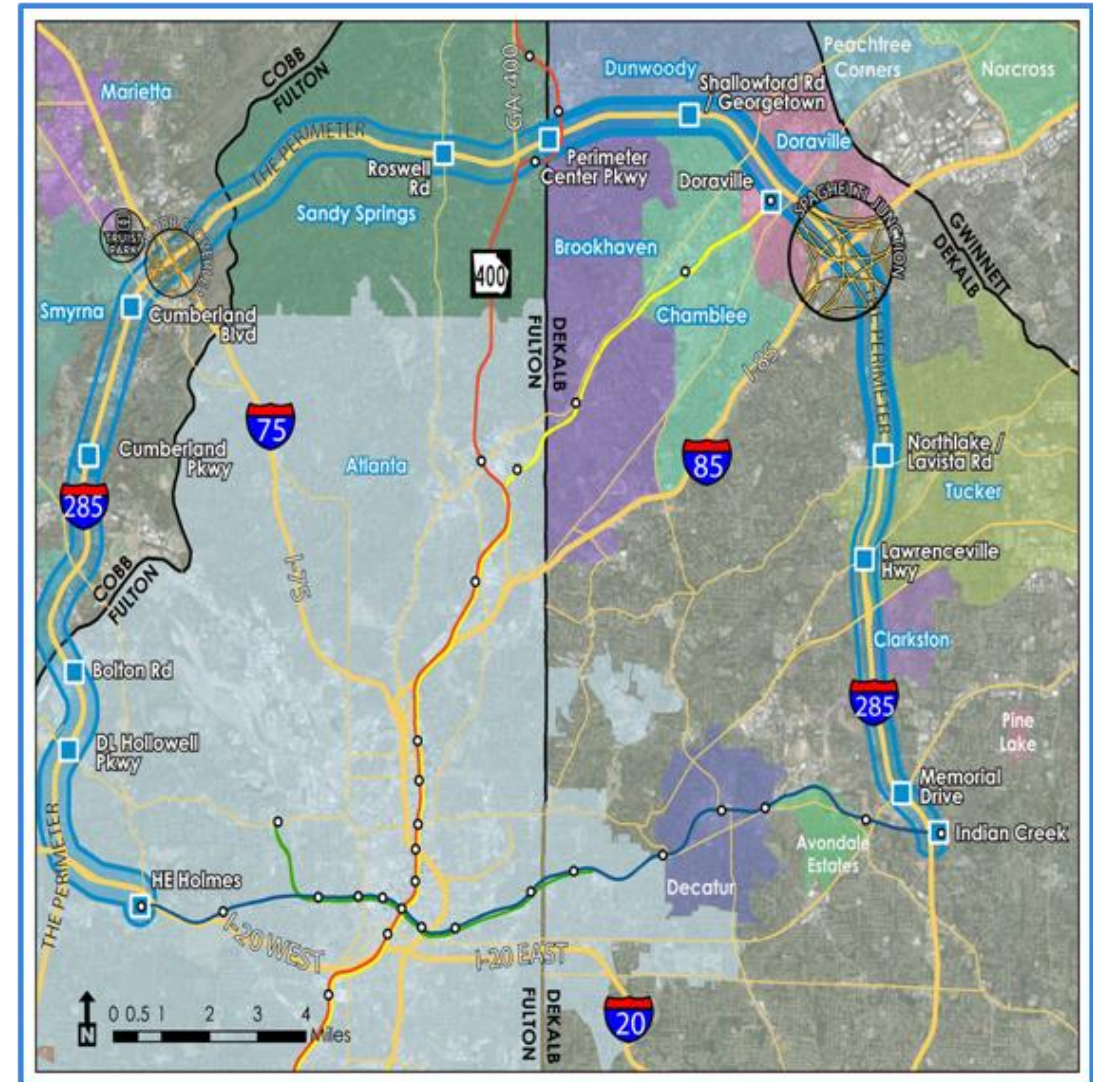 COBB
FULTON
Marietta
GA-400
Dunwoody
Peachtree
Corners
Norcross
Shallowford Rd
/ Georgetown
THE PERIMETER
Roswell
Rd
Perimeter
Center Pkwy
Doraville
Doraville
Sandy Springs
TRUIST
PARK
SPAGHETTI JUNCTION
Brookhaven
GWINNETT
DEKALB
400
Smyrna
Cumberland
Blvd
Chamblee
DEKALB
FULTON
PERIMETER
I-85
75
Cumberland
Pkwy
Atlanta
85
Northlake /
Lavista Rd
Tucker
285
Lawrenceville
Hwy
COBB
FULTON
I-75
Clarkston
Bolton Rd
285
DL Hollowell
Pkwy
Pine
Lake
Memorial
Drive
Indian Creek
THE PERIMETER
HE Holmes
Avondale
Estates
Decatur
I-20 WEST
I-20 EAST
DEKALB
FULTON
20
N
0 0.5 1 2 3 4
Miles